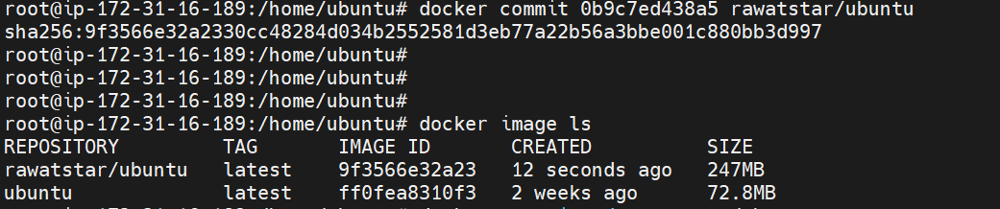 root@ip-172-31-16-189:/home/ubuntu# docker commit 0b9c7ed438a5 rawatstar/ubuntu
sha256:9f3566e32a2330cc48284d034b2552581d3eb77a22b56a3bbe001c880bb3d997
root@ip-172-31-16-189:/home/ubuntu#
root@ip-172-31-16-189:/home/ubuntu#
root@ip-172-31-16-189:/home/ubuntu#
root@ip-172-31-16-189:/home/ubuntu# docker image ls
REPOSITORY TAG IMAGE ID CREATED SIZE
rawatstar/ubuntu latest 9f3566e32a23 12 seconds ago 247MB
ubuntu latest ff0fea8310f3 2 weeks ago 72.8MB